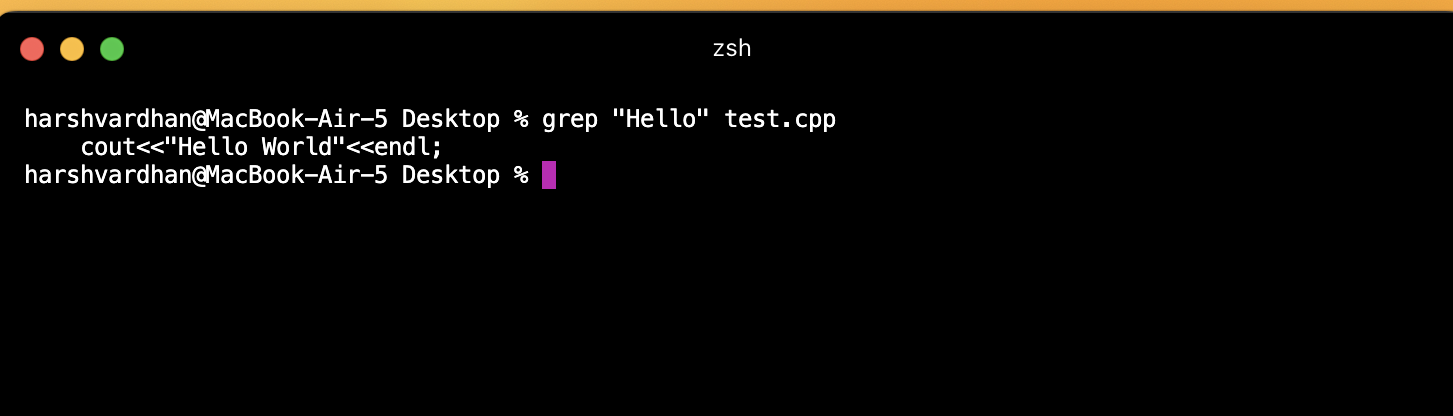 zsh
harshvardhan@MacBook-Air-5 Desktop % grep "Hello" test.cpp
    cout<<"Hello World"<<endl;
harshvardhan@MacBook-Air-5 Desktop %